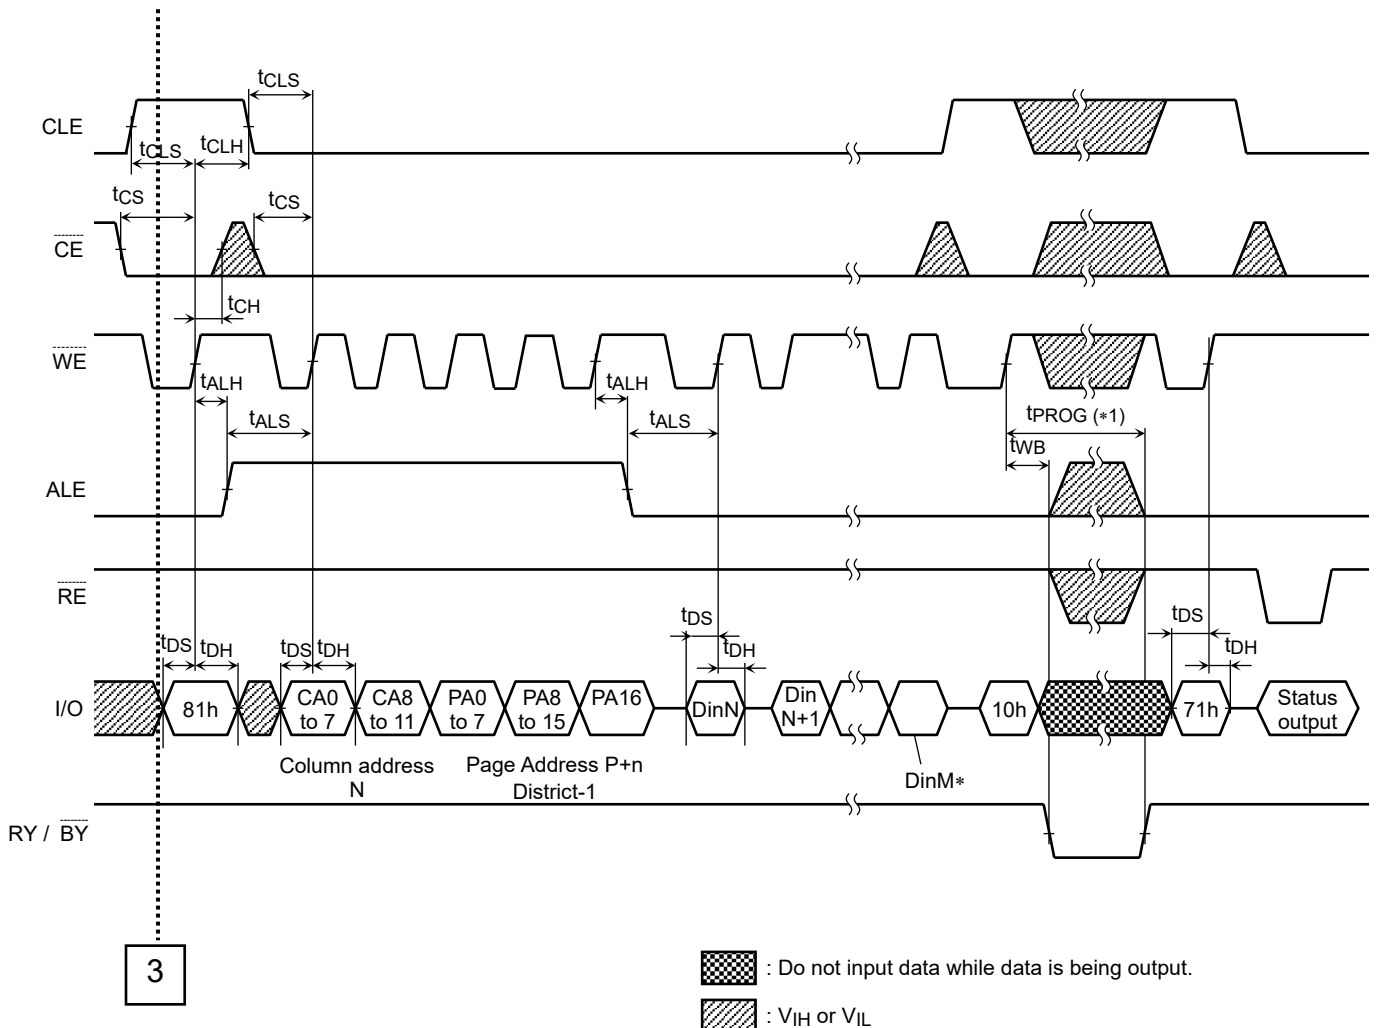 tCLS
CLE
tCLS
tCLH
tCS
tCS
CE
tCH
WE
tALH
tALH
tALS
tALS
tPROG (∗1)
tWB
ALE
RE
tDS
tDH
tDS
tDH
tDS
tDH
tDS
tDH
I/O
81h
CA0
to 7
CA8
to 11
PA0
to 7
PA8
to 15
PA16
DinN
Din
N+1
10h
71h
Status
output
Column address
N
Page Address P+n
District-1
DinM∗
RY / BY
3
: Do not input data while data is being output.
: VIH or VIL